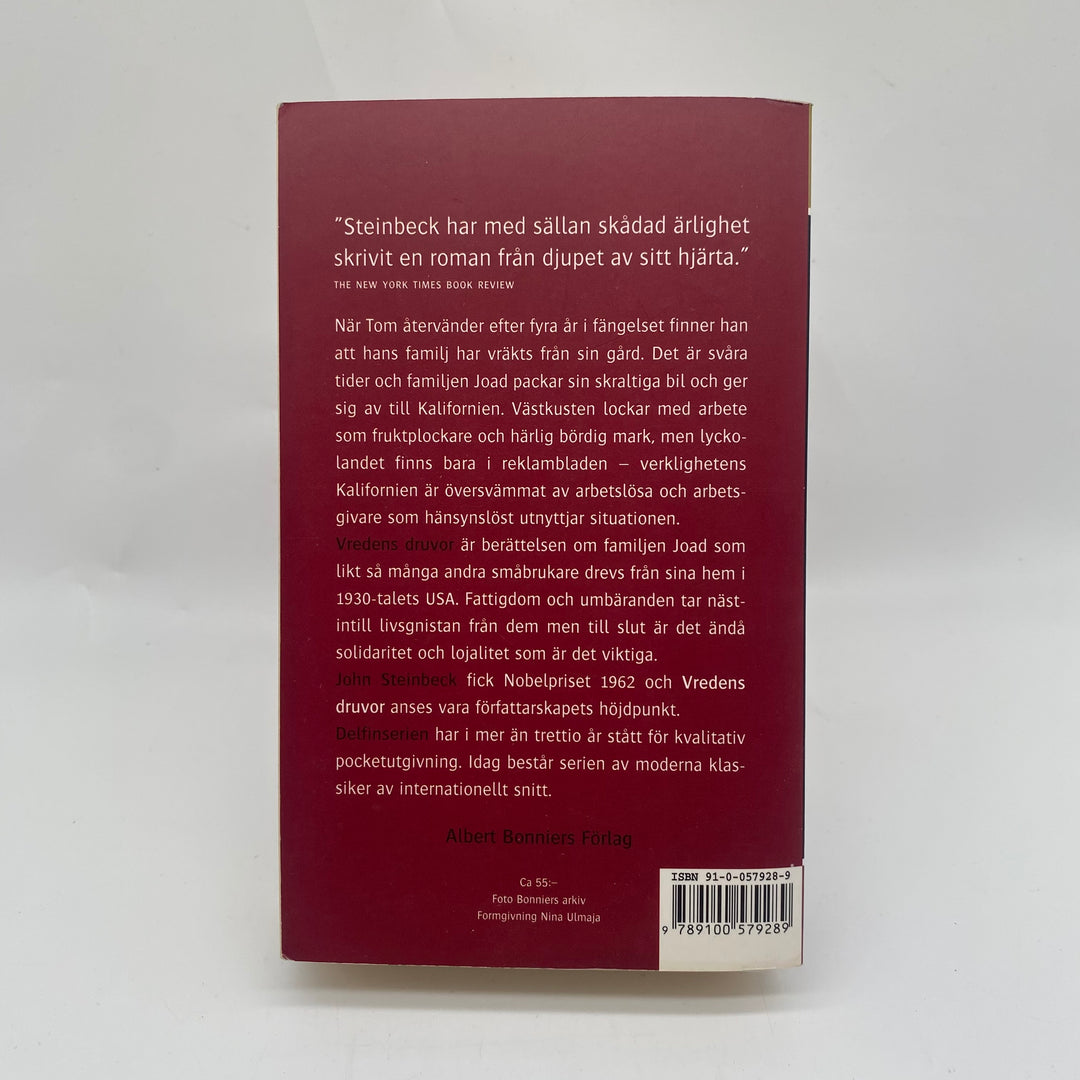 ”Steinbeck har med sällan skådad ärlighet
skrivit en roman från djupet av sitt hjärta.”
THE NEW YORK TIMES BOOK REVIEW
När Tom återvänder efter fyra år i fängelset finner han
att hans familj har vräkts från sin gård. Det är svåra
tider och familjen Joad packar sin skraltiga bil och ger
sig av till Kalifornien. Västkusten lockar med arbete
som fruktplockare och härlig bördig mark, men lycko-
landet finns bara i reklambladen – verklighetens
Kalifornien är översvämmat av arbetslösa och arbets-
givare som hänsynslöst utnyttjar situationen.
Vredens druvor är berättelsen om familjen Joad som
likt så många andra småbrukare drevs från sina hem i
1930-talets USA. Fattigdom och umbäranden tar näst-
intill livsgnistan från dem men till slut är det ändå
solidaritet och lojalitet som är det viktiga.
John Steinbeck fick Nobelpriset 1962 och Vredens
druvor anses vara författarskapets höjdpunkt.
Delfinserien har i mer än trettio år stått för kvalitativ
pocketutgivning. Idag består serien av moderna klas-
siker av internationellt snitt.
Albert Bonniers Förlag
Ca 55:–
Foto Bonniers arkiv
Formgivning Nina Ulmaja
ISBN 91-0-057928-9
9 789100 579289